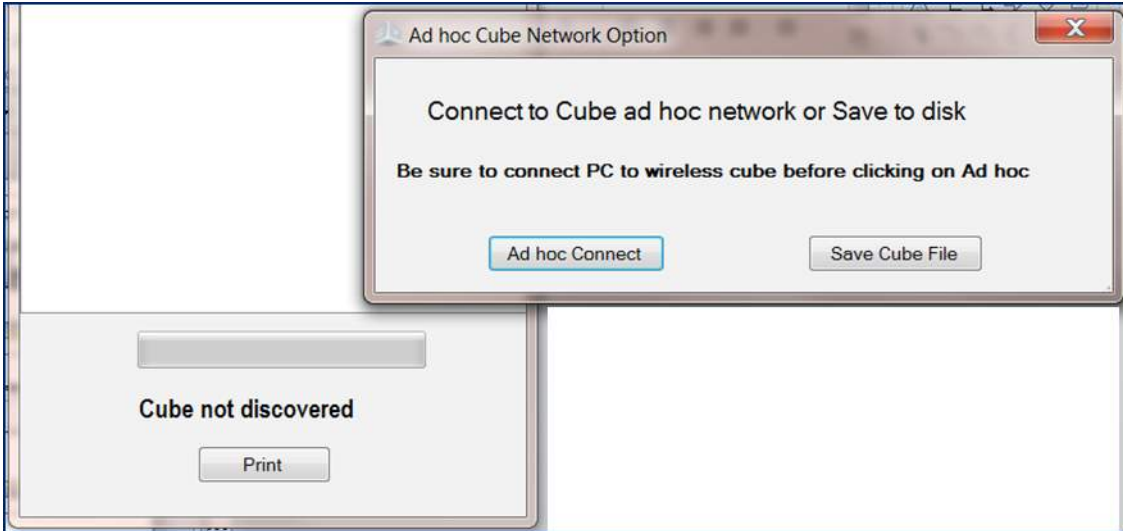 Ad hoc Cube Network Option
X
Connect to Cube ad hoc network or Save to disk
Be sure to connect PC to wireless cube before clicking on Ad hoc
Ad hoc Connect
Save Cube File
Cube not discovered
Print